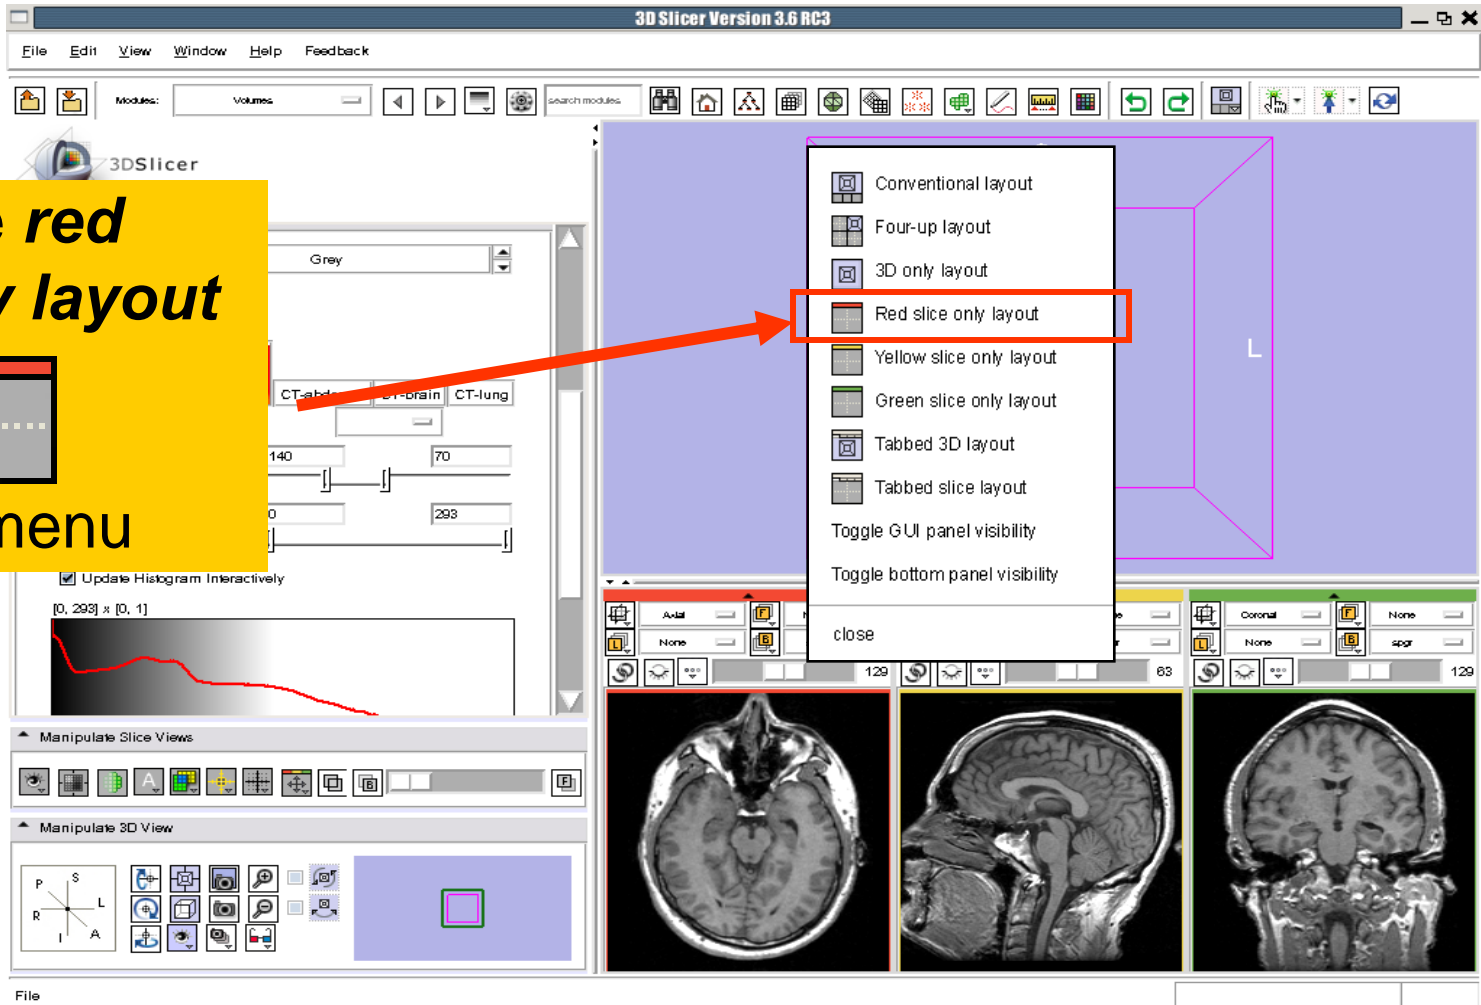 3D Slicer Version 3.6 RC3
File Edit View Window Help Feedback
Modules: Volumes search modules
3DSlicer
e red
y layout
menu
Grey
CT-brain CT-lung
140 70
0 293
Update Histogram Interactively
[0, 293] x [0, 1]
Manipulate Slice Views
A
B
F
Manipulate 3D View
P S
R L
I A
Conventional layout
Four-up layout
3D only layout
Red slice only layout
Yellow slice only layout
Green slice only layout
Tabbed 3D layout
Tabbed slice layout
Toggle GUI panel visibility
Toggle bottom panel visibility
close
L
Axial F
L None B
129
63
Coronal F None
L None B spgr
129
File